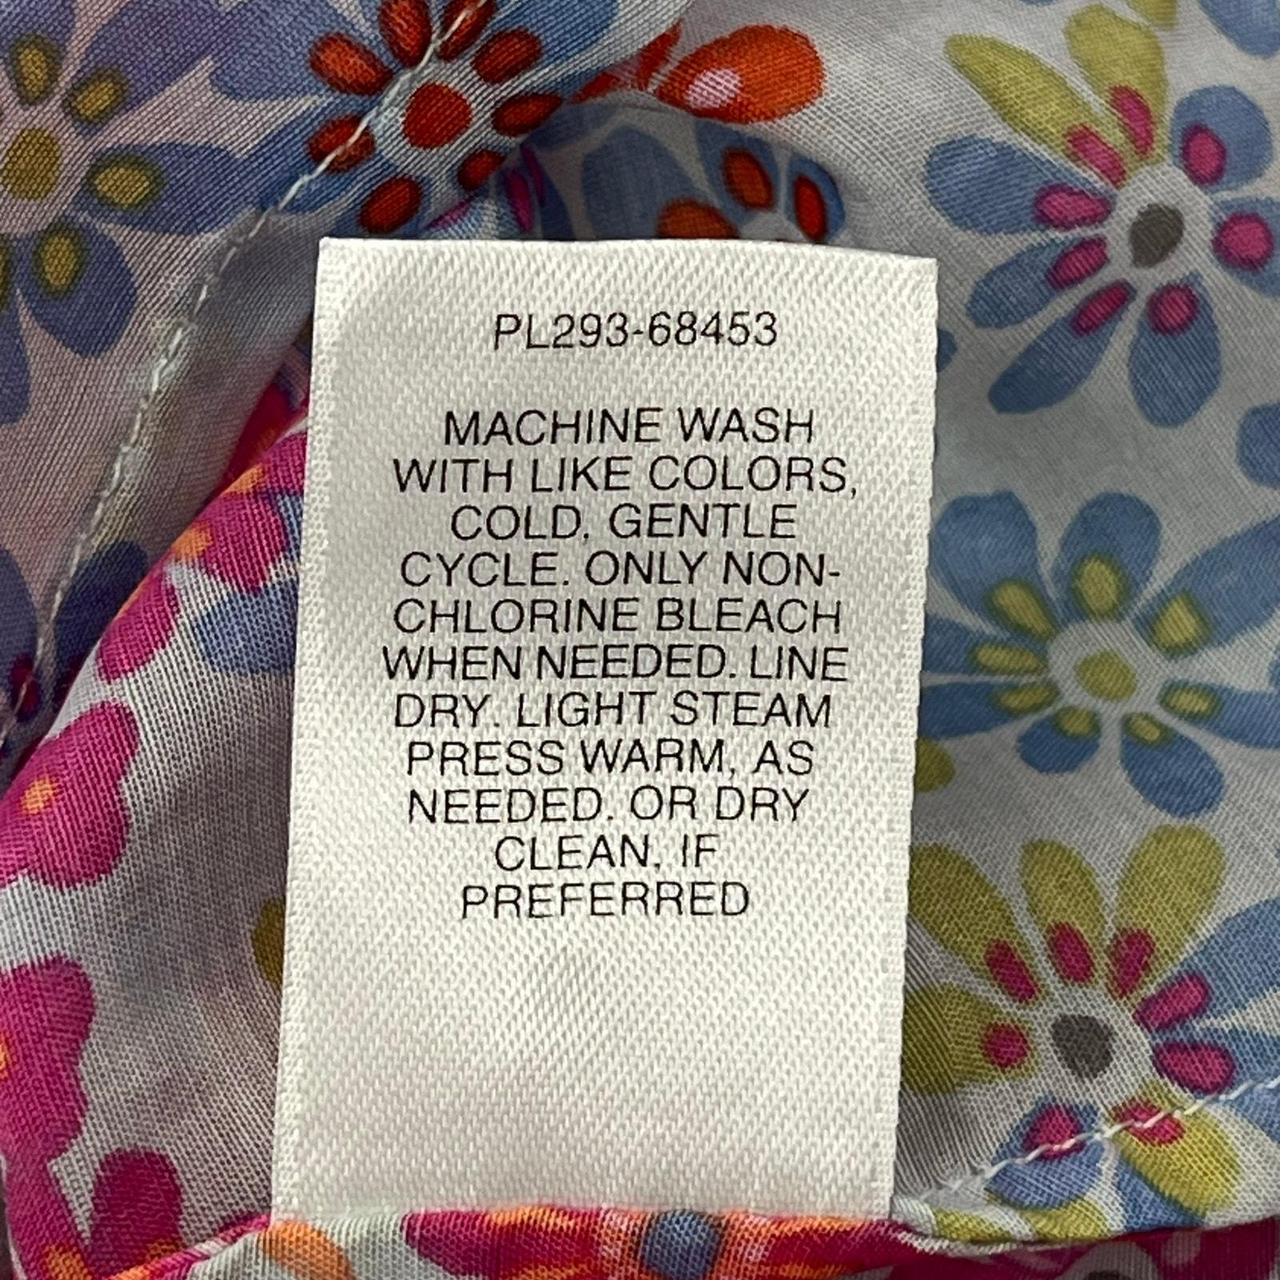 PL293-68453
MACHINE WASH
WITH LIKE COLORS,
COLD, GENTLE
CYCLE. ONLY NON-
CHLORINE BLEACH
WHEN NEEDED. LINE
DRY. LIGHT STEAM
PRESS WARM, AS
NEEDED. OR DRY
CLEAN, IF
PREFERRED